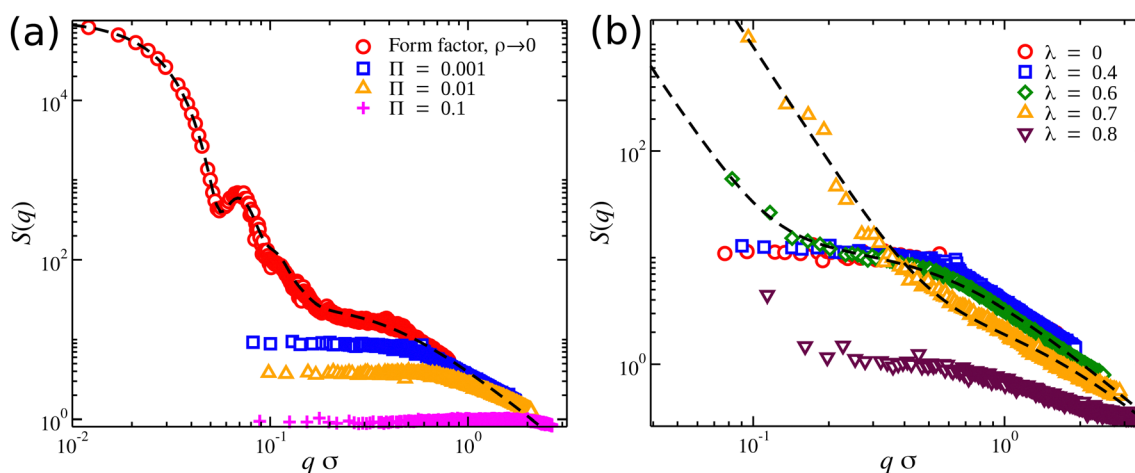 (a)
Form factor, ρ→0
Π = 0.001
Π = 0.01
Π = 0.1
S(q)
10^4
10^2
10^0
10^-2
10^-1
10^0
q σ
(b)
λ = 0
λ = 0.4
λ = 0.6
λ = 0.7
λ = 0.8
S(q)
10^2
10^0
10^-1
10^0
q σ